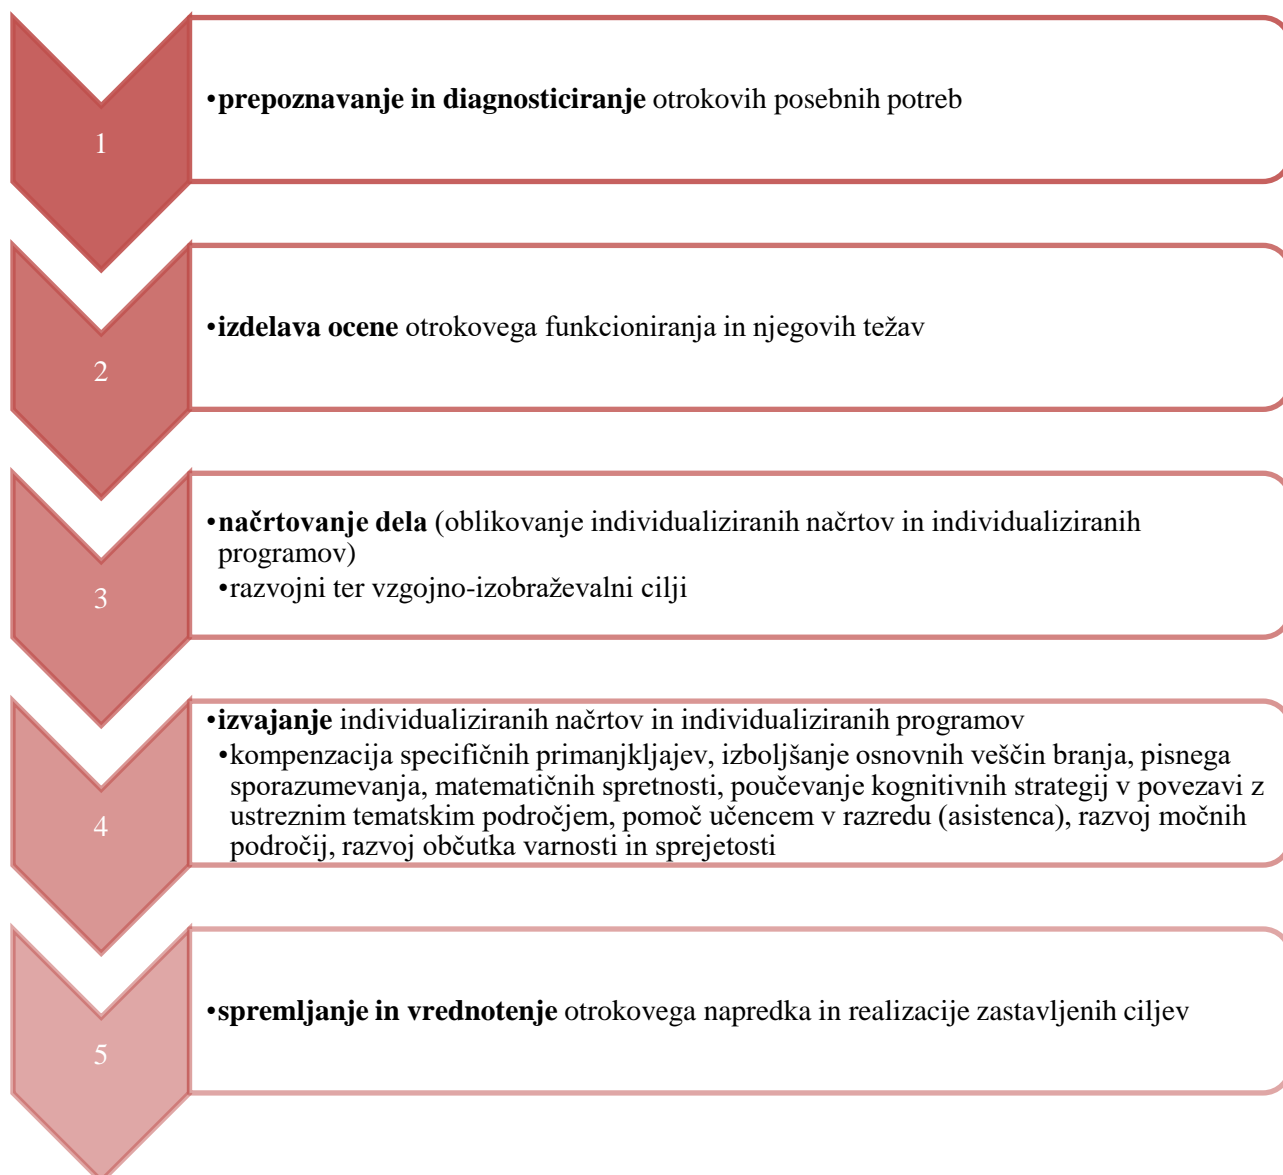 1
•prepoznavanje in diagnosticiranje otrokovih posebnih potreb
2
•izdelava ocene otrokovega funkcioniranja in njegovih težav
3
•načrtovanje dela (oblikovanje individualiziranih načrtov in individualiziranih
programov)
•razvojni ter vzgojno-izobraževalni cilji
4
•izvajanje individualiziranih načrtov in individualiziranih programov
•kompenzacija specifičnih primanjkljajev, izboljšanje osnovnih veščin branja, pisnega
sporazumevanja, matematičnih spretnosti, poučevanje kognitivnih strategij v povezavi z
ustreznim tematskim področjem, pomoč učencem v razredu (asistenca), razvoj močnih
področij, razvoj občutka varnosti in sprejetosti
5
•spremljanje in vrednotenje otrokovega napredka in realizacije zastavljenih ciljev